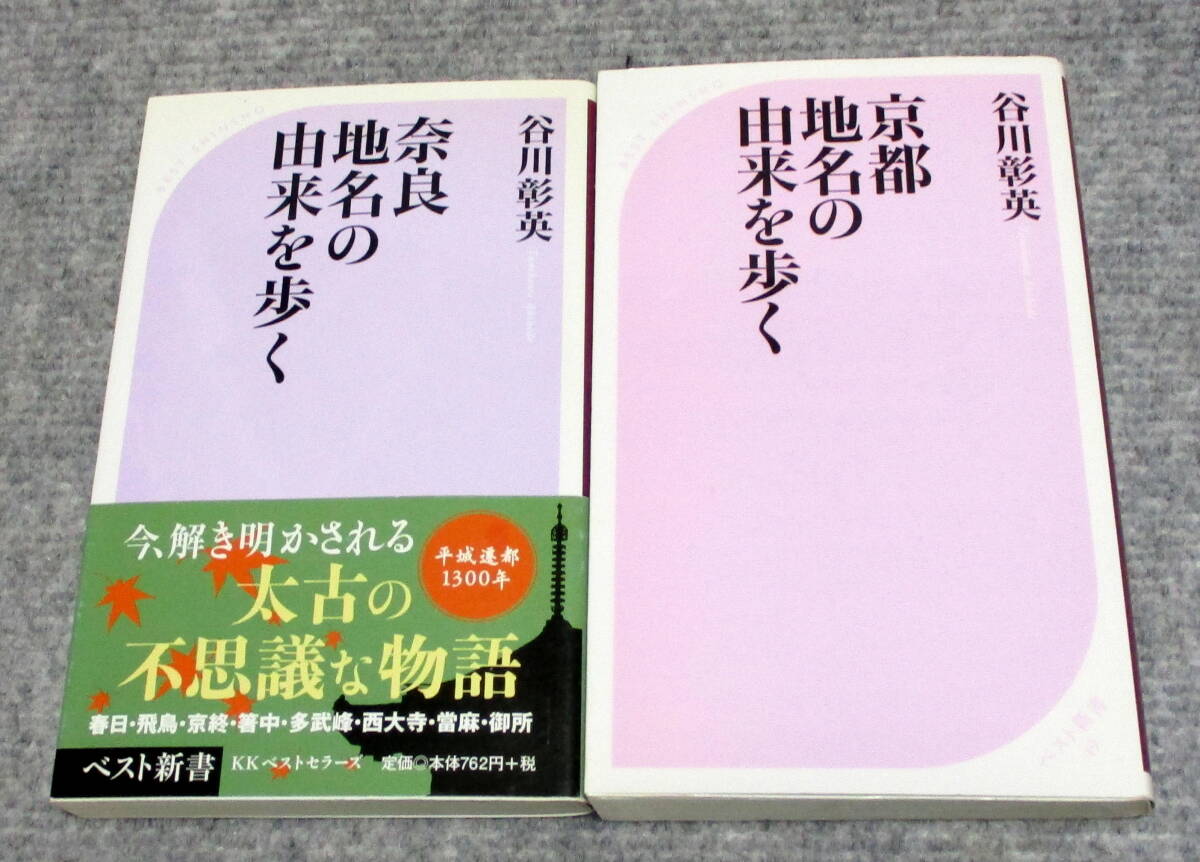 谷川彰英
奈良
地名の
由来を歩く
今、解き明かされる
太古の
不思議な物語
平城遷都
1300年
春日・飛鳥・京終・箸中・多武峰・西大寺・當麻・御所
ベスト新書
KKベストセラーズ
定価◎本体762円+税
谷川彰英
京都
地名の
由来を歩く